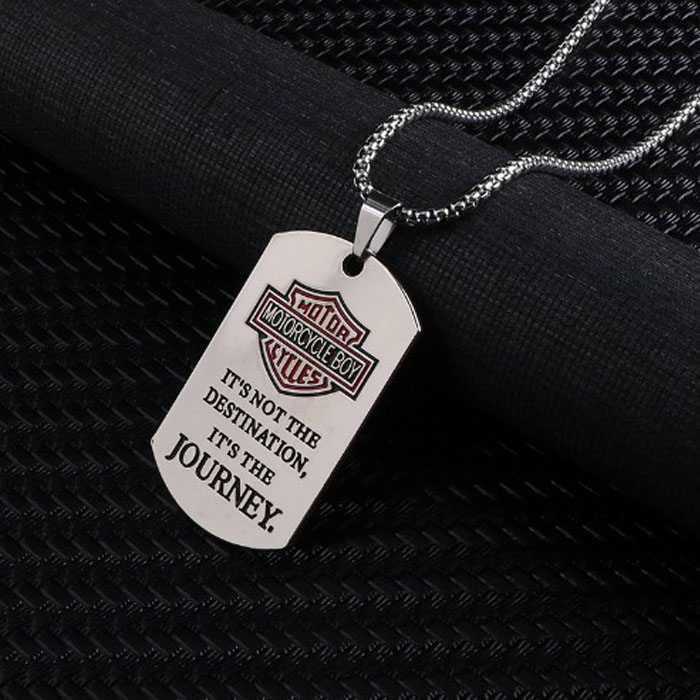 MOTOR
MOTORCYCLE BOY
CYCLES
IT'S NOT THE
DESTINATION,
IT'S THE
JOURNEY.